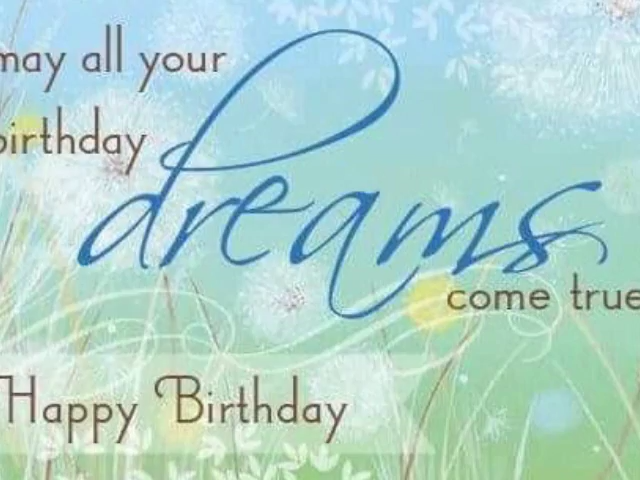 may all your
birthday
dreams
come true
Happy Birthday